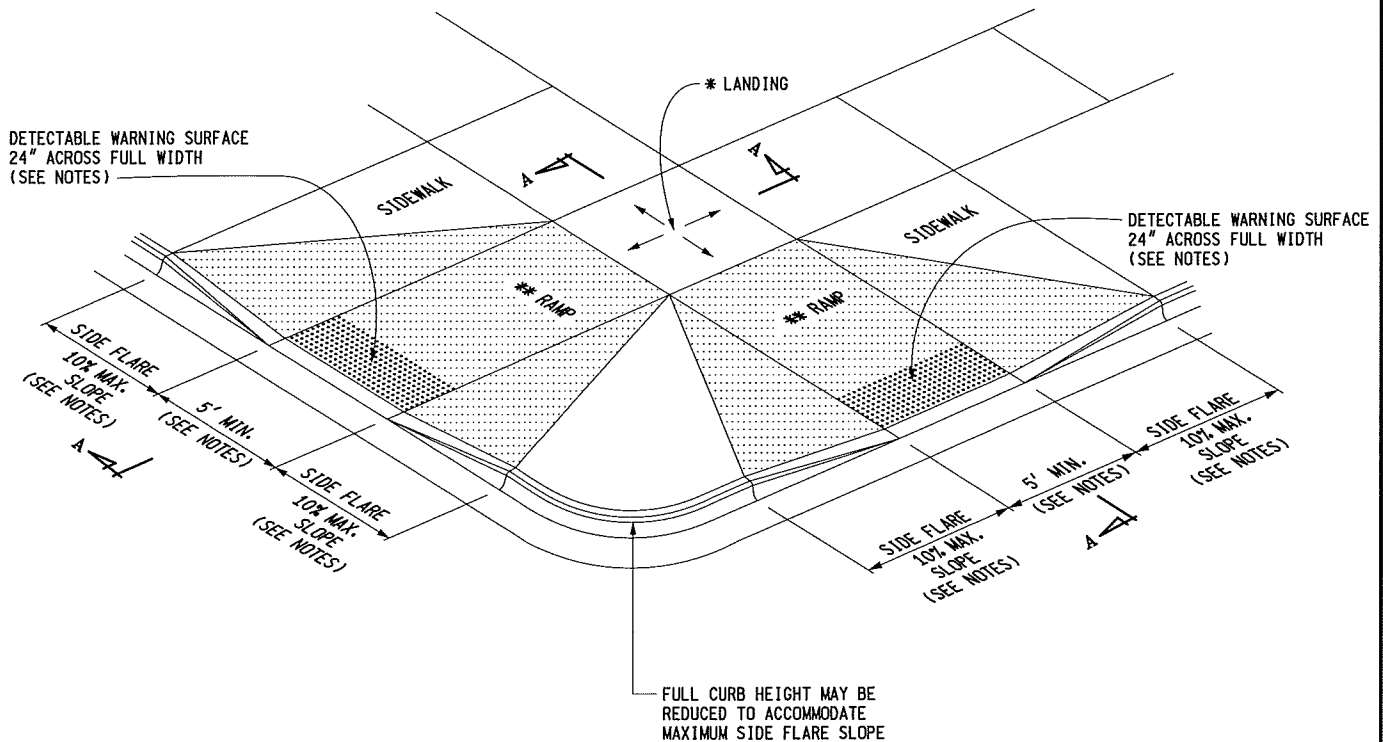 * LANDING
DETECTABLE WARNING SURFACE
24" ACROSS FULL WIDTH
(SEE NOTES)
A
A
SIDEWALK
SIDEWALK
DETECTABLE WARNING SURFACE
24" ACROSS FULL WIDTH
(SEE NOTES)
** RAMP
** RAMP
SIDE FLARE
10% MAX.
SLOPE
(SEE NOTES)
5' MIN.
(SEE NOTES)
SIDE FLARE
10% MAX.
SLOPE
(SEE NOTES)
A
SIDE FLARE
10% MAX.
SLOPE
(SEE NOTES)
5' MIN.
(SEE NOTES)
SIDE FLARE
10% MAX.
SLOPE
(SEE NOTES)
A
FULL CURB HEIGHT MAY BE
REDUCED TO ACCOMMODATE
MAXIMUM SIDE FLARE SLOPE